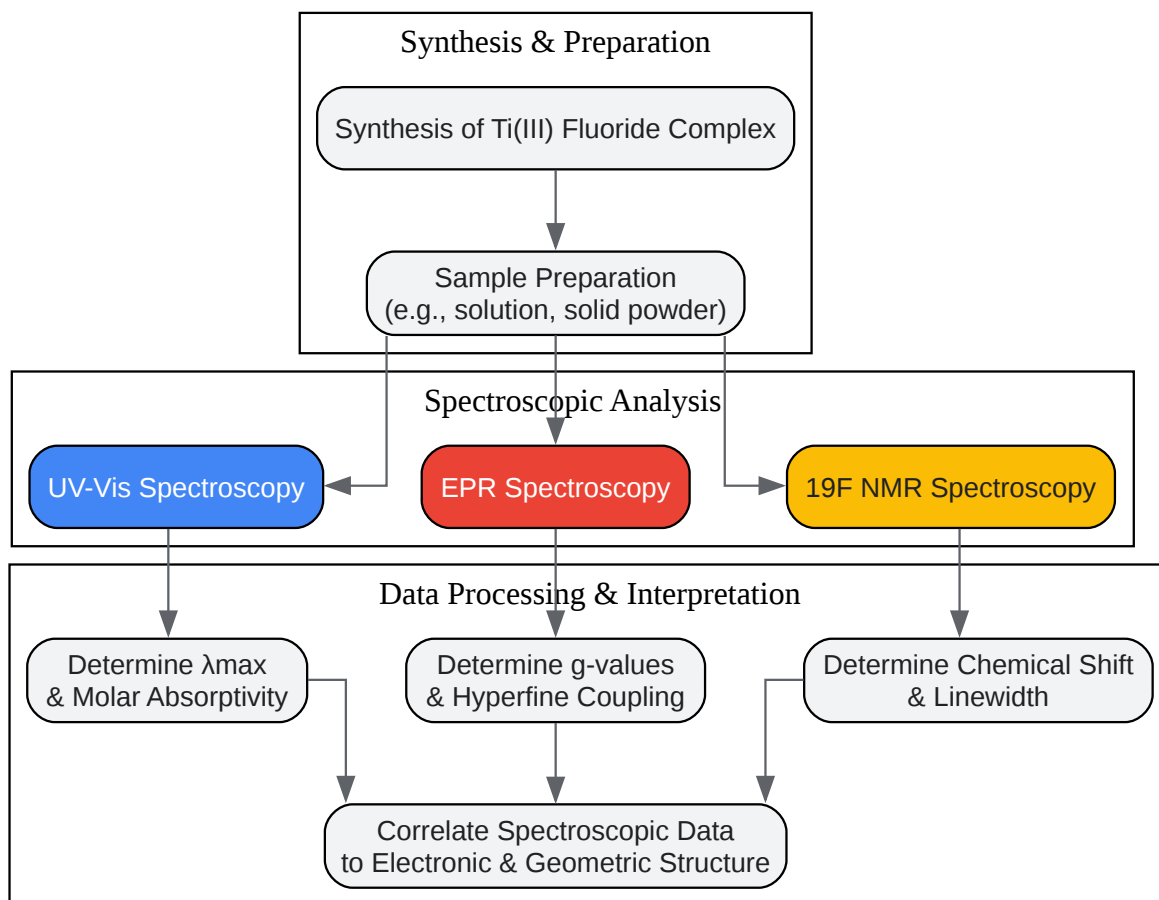 Synthesis & Preparation
Synthesis of Ti(III) Fluoride Complex
Sample Preparation
(e.g., solution, solid powder)
Spectroscopic Analysis
UV-Vis Spectroscopy
EPR Spectroscopy
19F NMR Spectroscopy
Data Processing & Interpretation
Determine λmax
& Molar Absorptivity
Determine g-values
& Hyperfine Coupling
Determine Chemical Shift
& Linewidth
Correlate Spectroscopic Data
to Electronic & Geometric Structure